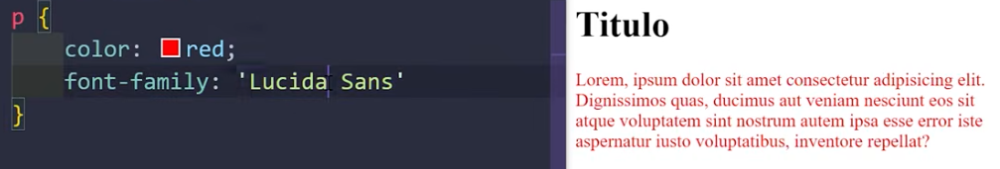 p {
color: red;
font-family: 'Lucida Sans'
}
Titulo
Lorem, ipsum dolor sit amet consectetur adipisicing elit.
Dignissimos quas, ducimus aut veniam nesciunt eos sit
atque voluptatem sint nostrum autem ipsa esse error iste
aspernatur iusto voluptatibus, inventore repellat?